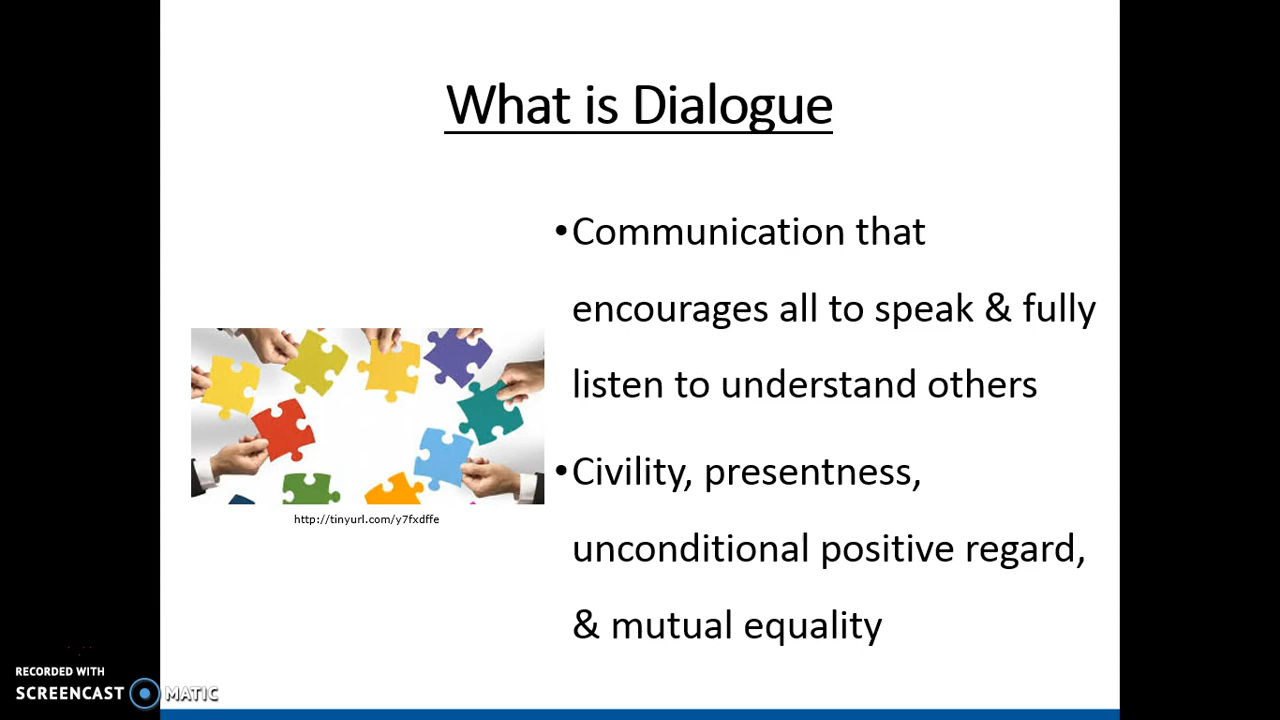 What is Dialogue
•Communication that
encourages all to speak & fully
listen to understand others
•Civility, presentness,
unconditional positive regard,
& mutual equality
http://tinyurl.com/y7fxdffe
RECORDED WITH
SCREENCAST MATIC